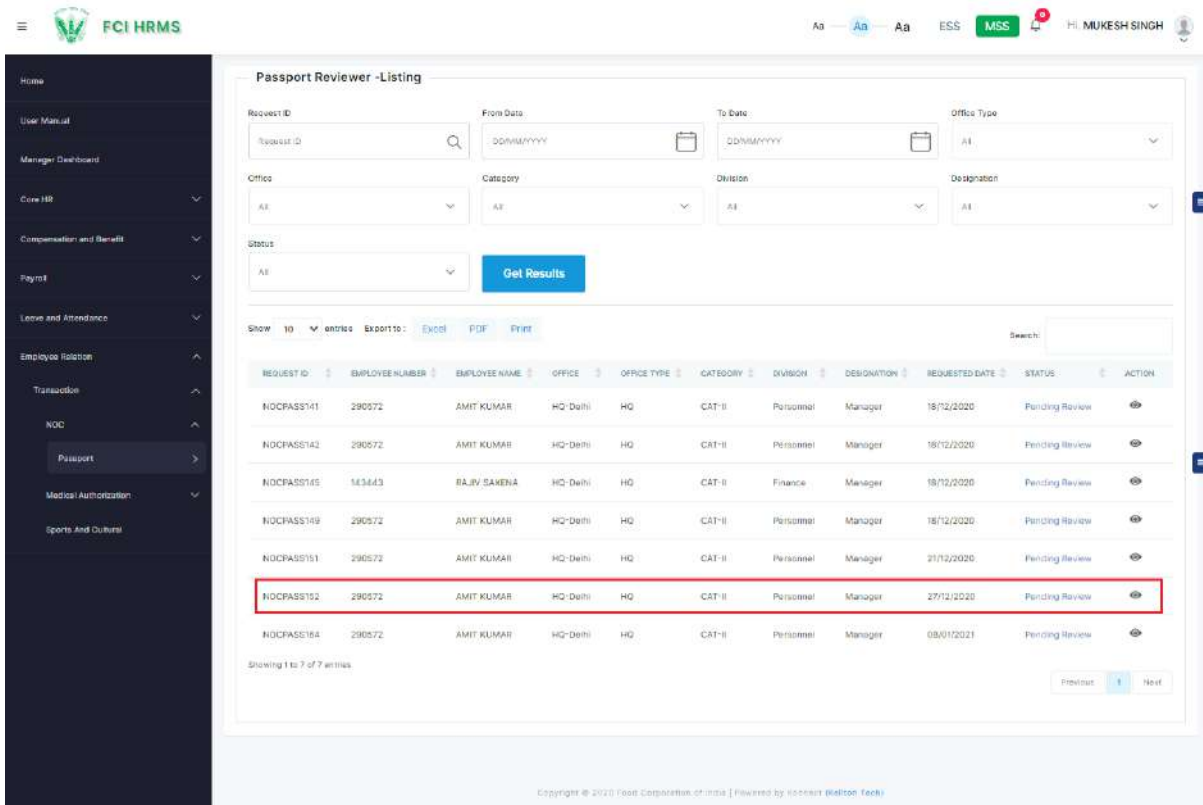 FCI HRMS
Aa Aa Aa ESS MSS 0 Hi MUKESH SINGH
Home
User Manual
Manager Dashboard
Core HR
Compensation and Benefit
Payroll
Leave and Attendance
Employee Relation
Transaction
NOC
Passport
Medical Authorization
Sports And Cultural
Passport Reviewer -Listing
Request ID From Date To Date Office Type
Request ID DD/MM/YYYY DD/MM/YYYY All
Office Category Division Designation
All All All All
Status
All Get Results
Show 10 entries Export to : Excel PDF Print Search:
REQUEST ID EMPLOYEE NUMBER EMPLOYEE NAME OFFICE OFFICE TYPE CATEGORY DIVISION DESIGNATION REQUESTED DATE STATUS ACTION
NOCPASS141 290572 AMIT KUMAR HQ-Delhi HQ CAT-II Personnel Manager 18/12/2020 Pending Review
NOCPASS142 290572 AMIT KUMAR HQ-Delhi HQ CAT-II Personnel Manager 18/12/2020 Pending Review
NOCPASS145 143443 RAJIV SAXENA HQ-Delhi HQ CAT-II Finance Manager 18/12/2020 Pending Review
NOCPASS149 290572 AMIT KUMAR HQ-Delhi HQ CAT-II Personnel Manager 18/12/2020 Pending Review
NOCPASS151 290572 AMIT KUMAR HQ-Delhi HQ CAT-II Personnel Manager 21/12/2020 Pending Review
NOCPASS152 290572 AMIT KUMAR HQ-Delhi HQ CAT-II Personnel Manager 27/12/2020 Pending Review
NOCPASS164 290572 AMIT KUMAR HQ-Delhi HQ CAT-II Personnel Manager 08/01/2021 Pending Review
Showing 1 to 7 of 7 entries
Previous 1 Next
Copyright © 2020 Food Corporation of India | Powered by (Kellton Tech)